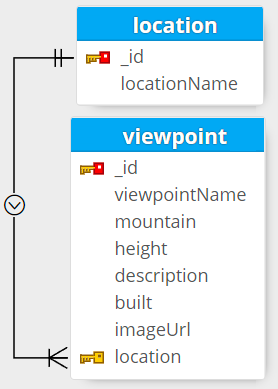 location
_id
locationName
viewpoint
_id
viewpointName
mountain
height
description
built
imageUrl
location